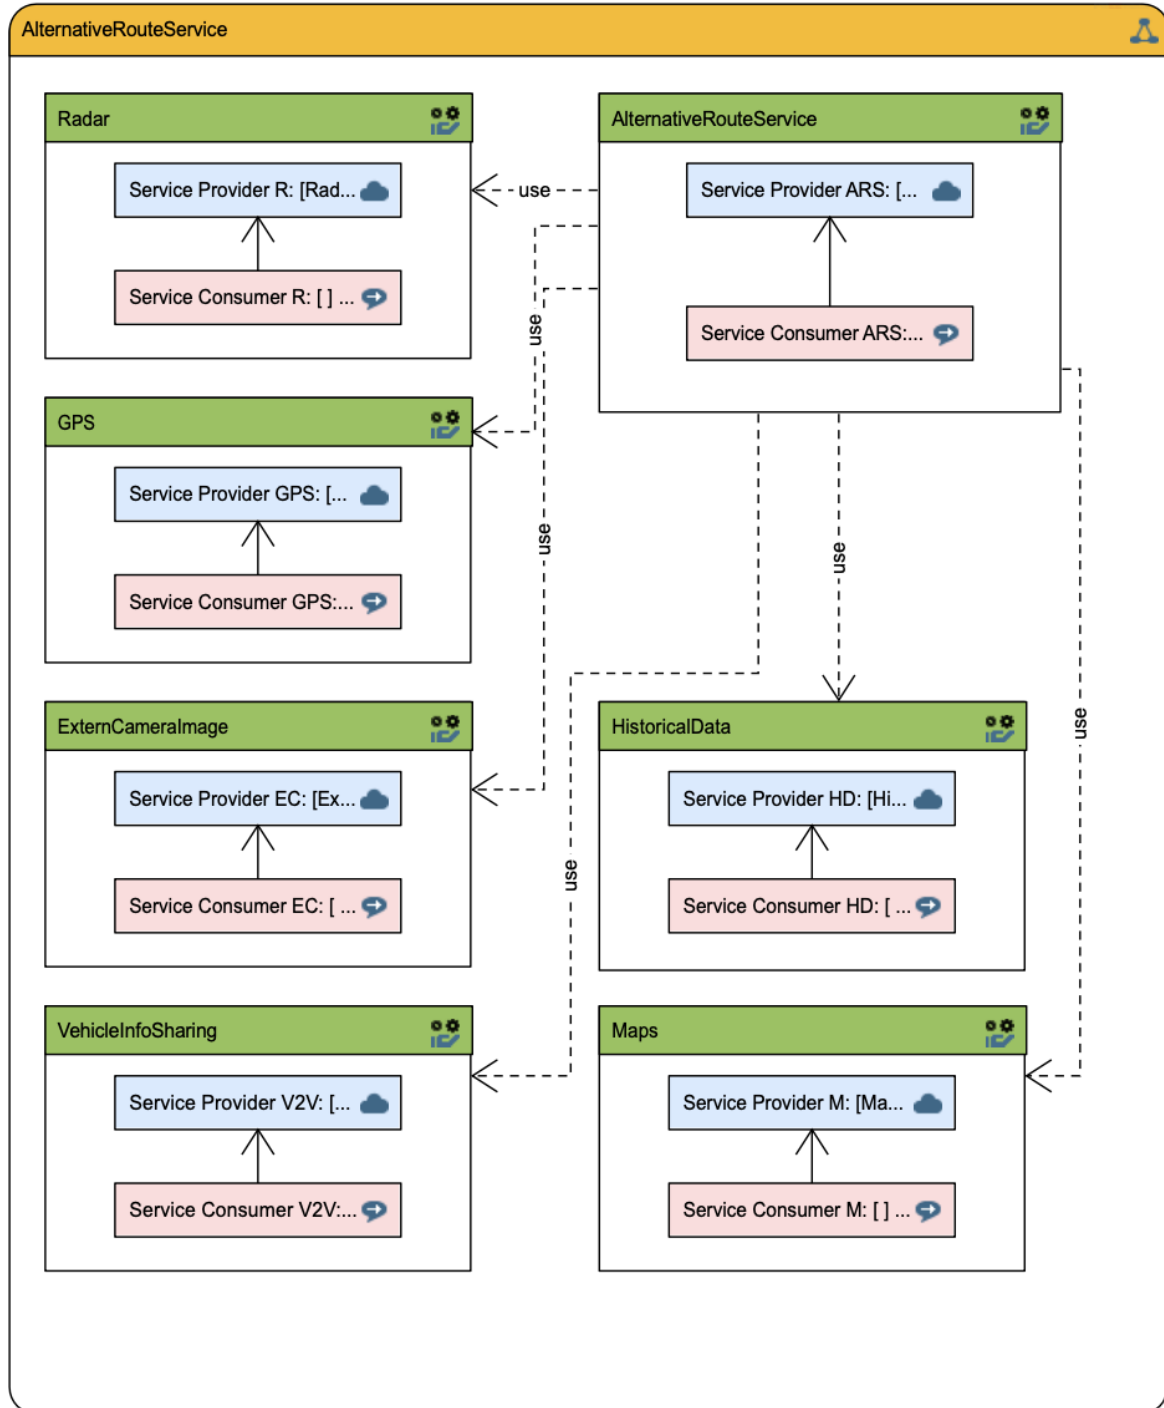 AlternativeRouteService
Radar
Service Provider R: [Rad...
Service Consumer R: [ ] ...
AlternativeRouteService
Service Provider ARS: [...
Service Consumer ARS:...
use
use
use
GPS
Service Provider GPS: [...
Service Consumer GPS:...
use
use
use
ExternCameraImage
Service Provider EC: [Ex...
Service Consumer EC: [ ...
HistoricalData
Service Provider HD: [Hi...
Service Consumer HD: [ ...
VehicleInfoSharing
Service Provider V2V: [...
Service Consumer V2V:...
Maps
Service Provider M: [Ma...
Service Consumer M: [ ] ...